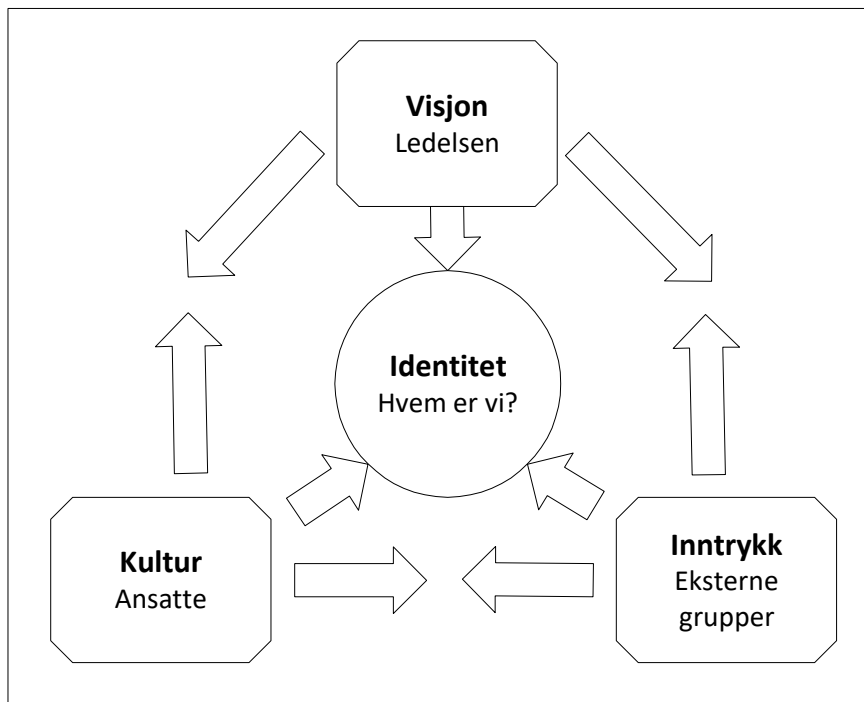 Visjon
Ledelsen
Identitet
Hvem er vi?
Kultur
Ansatte
Inntrykk
Eksterne
grupper